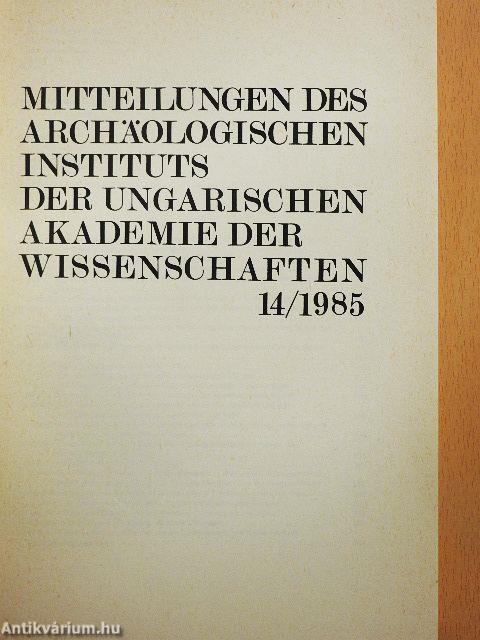 MITTEILUNGEN DES
ARCHÄOLOGISCHEN
INSTITUTS
DER UNGARISCHEN
AKADEMIE DER
WISSENSCHAFTEN
14/1985
Antikvárium.hu